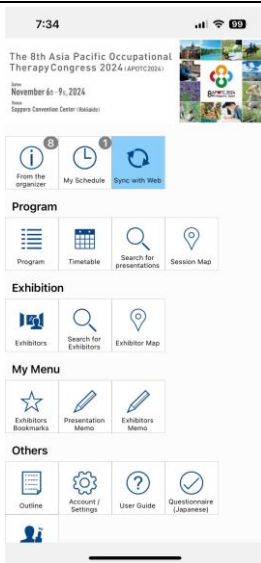 7:34
99
The 8th Asia Pacific Occupational
Therapy Congress 2024 (APOTC2024)
Dates
November 6th - 9th, 2024
Venue
Sapporo Convention Center (Hokkaido)
8th APOTC 2024
8
1
From the
organizer
My Schedule
Sync with Web
Program
Program
Timetable
Search for
presentations
Session Map
Exhibition
Exhibitors
Search for
Exhibitors
Exhibitor Map
My Menu
Exhibitors
Bookmarks
Presentation
Memo
Exhibitors
Memo
Others
Outline
Account /
Settings
User Guide
Questionnaire
(Japanese)